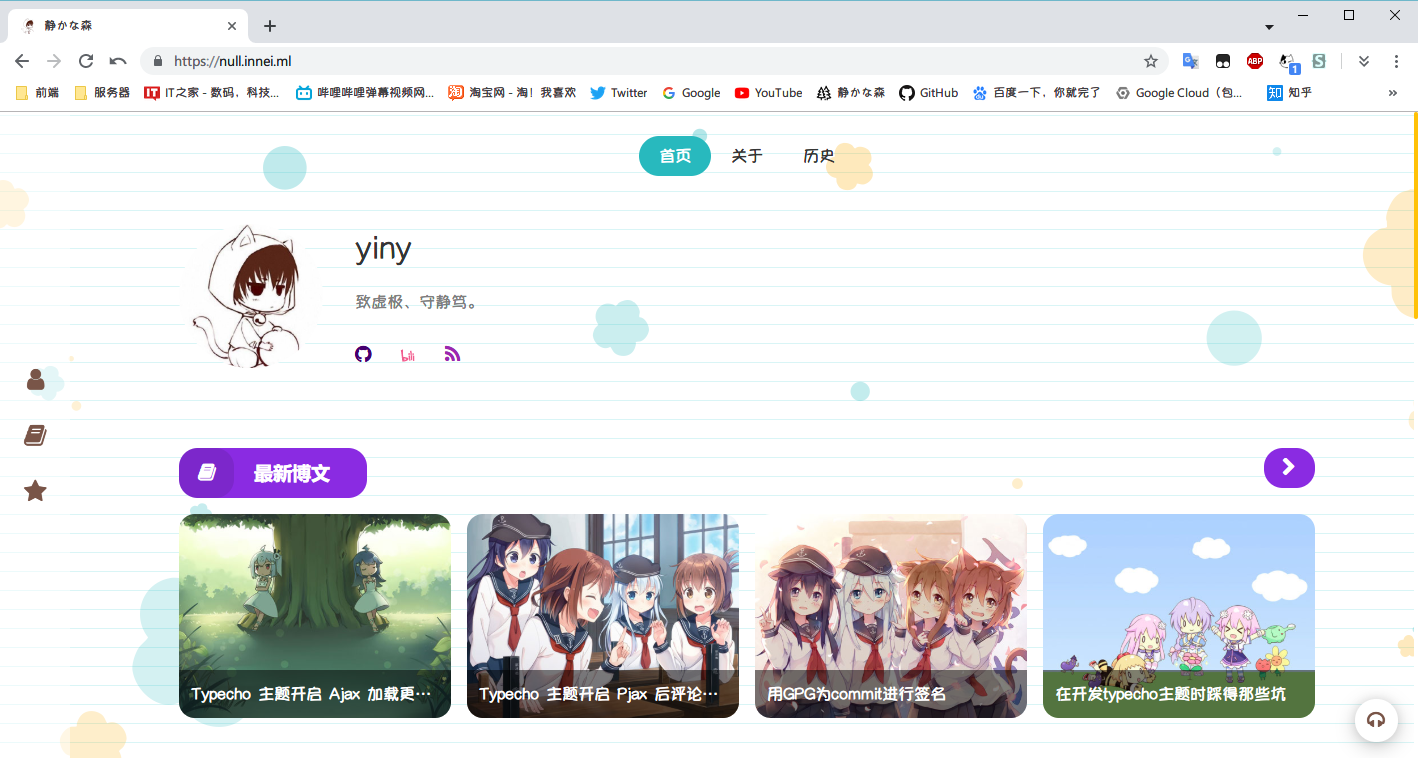 静かな森
https://null.innei.ml
ABP
1
S
前端 服务器 IT IT之家 - 数码、科技... 哔哩哔哩弹幕视频网... 淘 淘宝网 - 淘！我喜欢 Twitter Google YouTube 静かな森 GitHub 百度一下，你就完了 Google Cloud（包... 知 知乎 »
首页 关于 历史
yiny
致虚极、守静笃。
bili
最新博文
Typecho 主题开启 Ajax 加载更…
Typecho 主题开启 Pjax 后评论…
用GPG为commit进行签名
在开发typecho主题时踩得那些坑